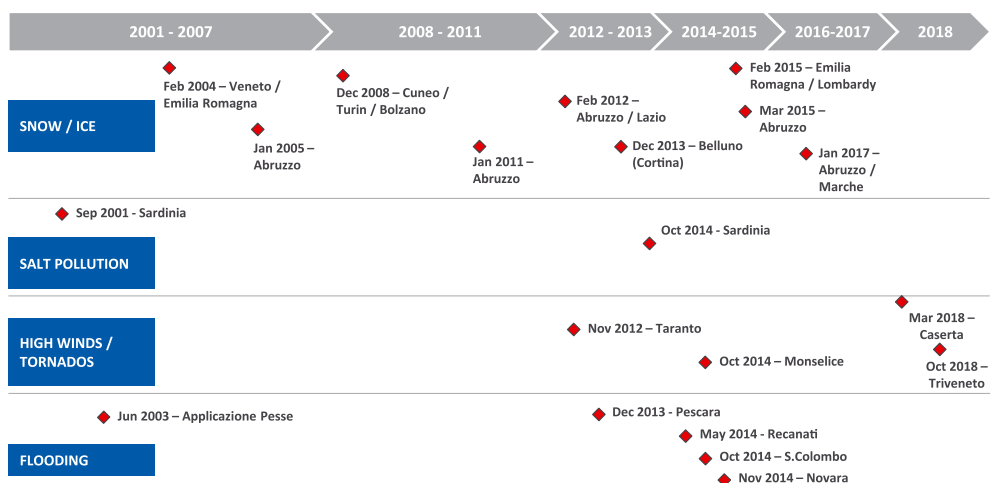 2001 - 2007
2008 - 2011
2012 - 2013
2014-2015
2016-2017
2018
SNOW / ICE
Feb 2004 – Veneto /
Emilia Romagna
Jan 2005 –
Abruzzo
Dec 2008 – Cuneo /
Turin / Bolzano
Jan 2011 –
Abruzzo
Feb 2012 –
Abruzzo / Lazio
Dec 2013 – Belluno
(Cortina)
Feb 2015 – Emilia
Romagna / Lombardy
Mar 2015 –
Abruzzo
Jan 2017 –
Abruzzo /
Marche
SALT POLLUTION
Sep 2001 - Sardinia
Oct 2014 - Sardinia
HIGH WINDS /
TORNADOS
Nov 2012 – Taranto
Oct 2014 – Monselice
Mar 2018 –
Caserta
Oct 2018 –
Triveneto
FLOODING
Jun 2003 – Applicazione Pesse
Dec 2013 - Pescara
May 2014 - Recanati
Oct 2014 – S.Colombo
Nov 2014 – Novara